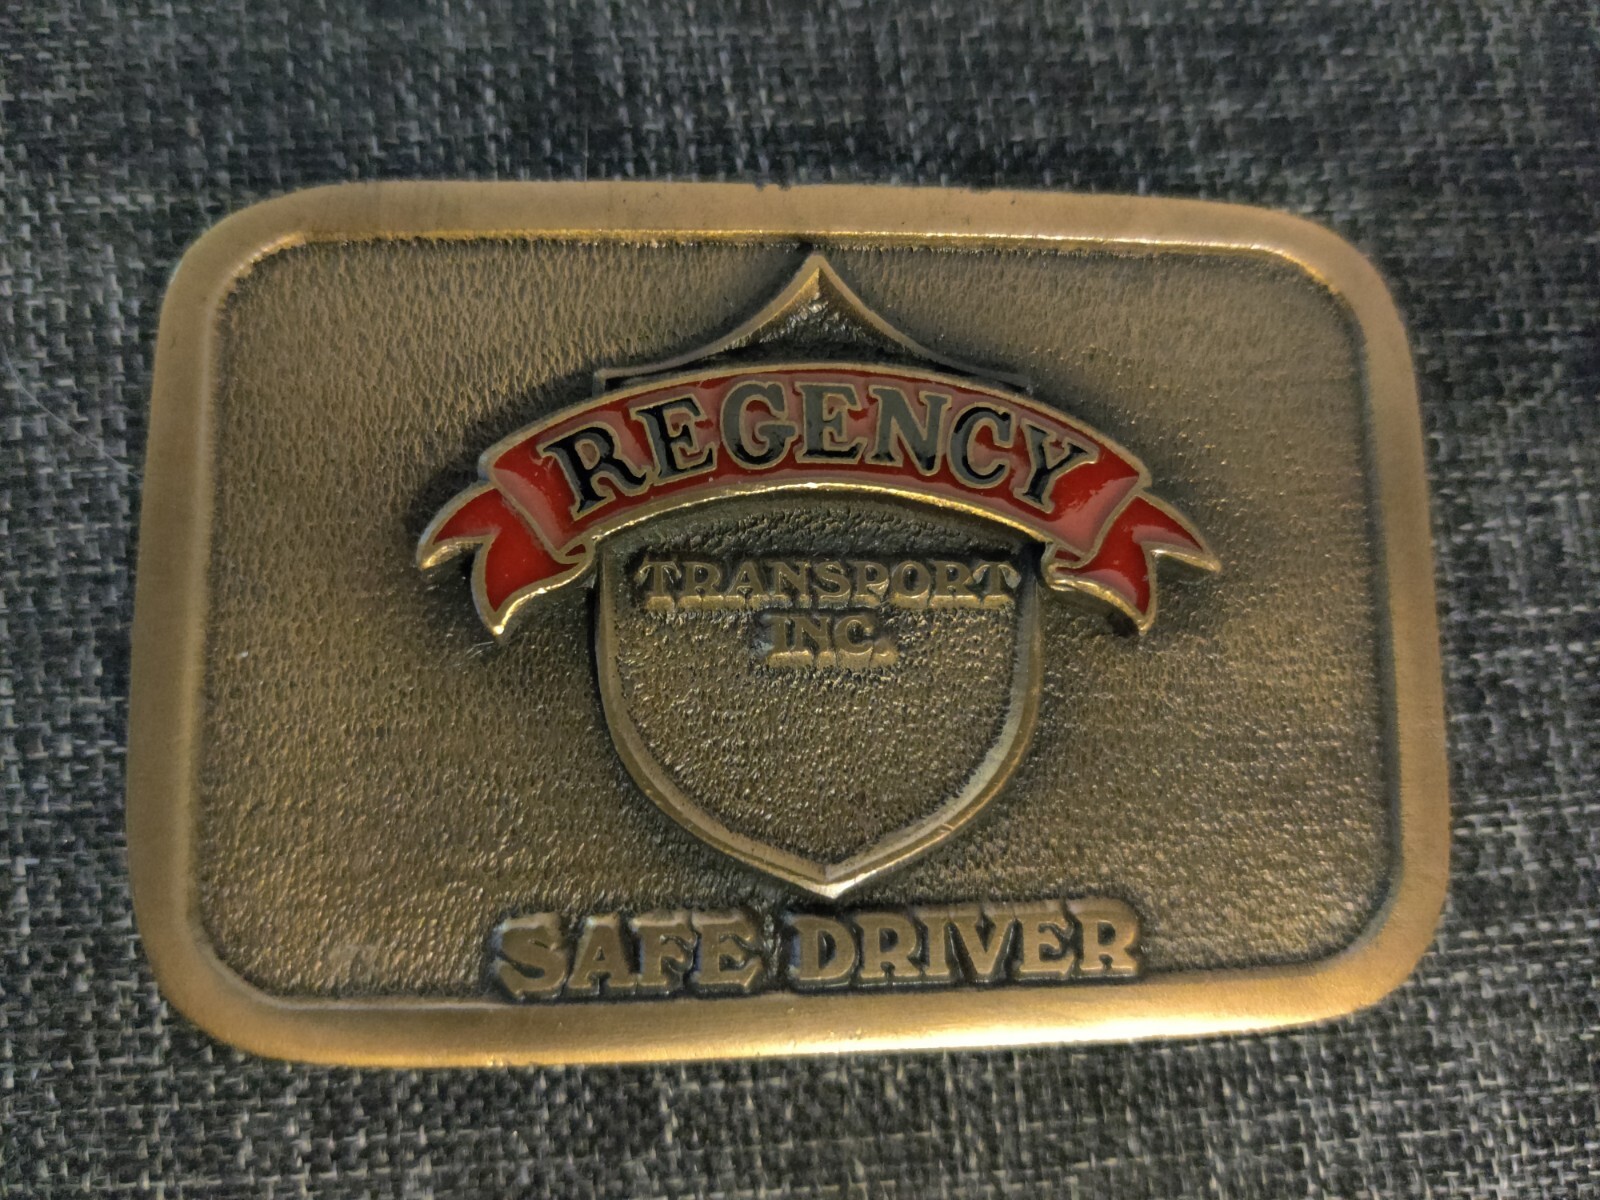 REGENCY
TRANSPORT
INC.
SAFE DRIVER